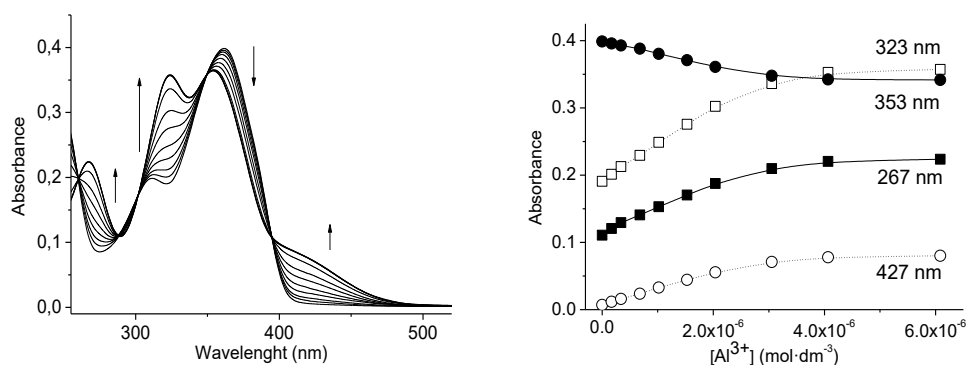 0,4
0,3
0,2
0,1
0,0
300
400
500
Absorbance
Wavelenght (nm)
0.4
0.3
0.2
0.1
0.0
0.0
2.0x10⁻⁶
4.0x10⁻⁶
6.0x10⁻⁶
Absorbance
[Al³⁺] (mol·dm⁻³)
323 nm
353 nm
267 nm
427 nm